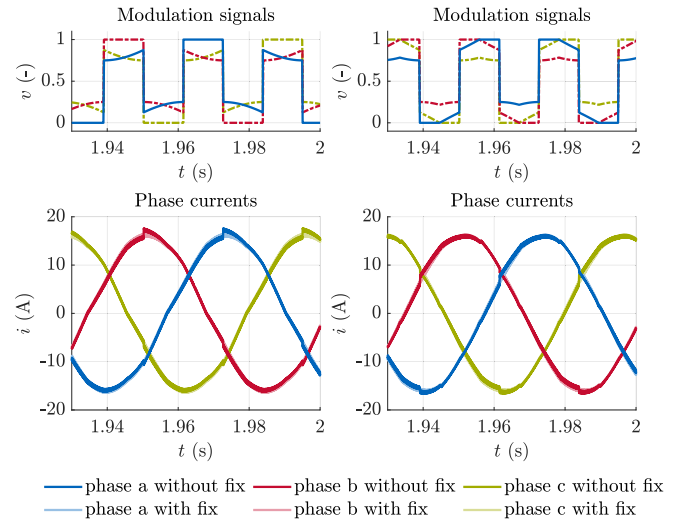 Modulation signals
Modulation signals
1
0.5
0
v (-)
1.94 1.96 1.98 2
t (s)
1
0.5
0
v (-)
1.94 1.96 1.98 2
t (s)
Phase currents
Phase currents
20
10
0
-10
-20
i (A)
1.94 1.96 1.98 2
t (s)
20
10
0
-10
-20
i (A)
1.94 1.96 1.98 2
t (s)
phase a without fix phase b without fix phase c without fix
phase a with fix phase b with fix phase c with fix